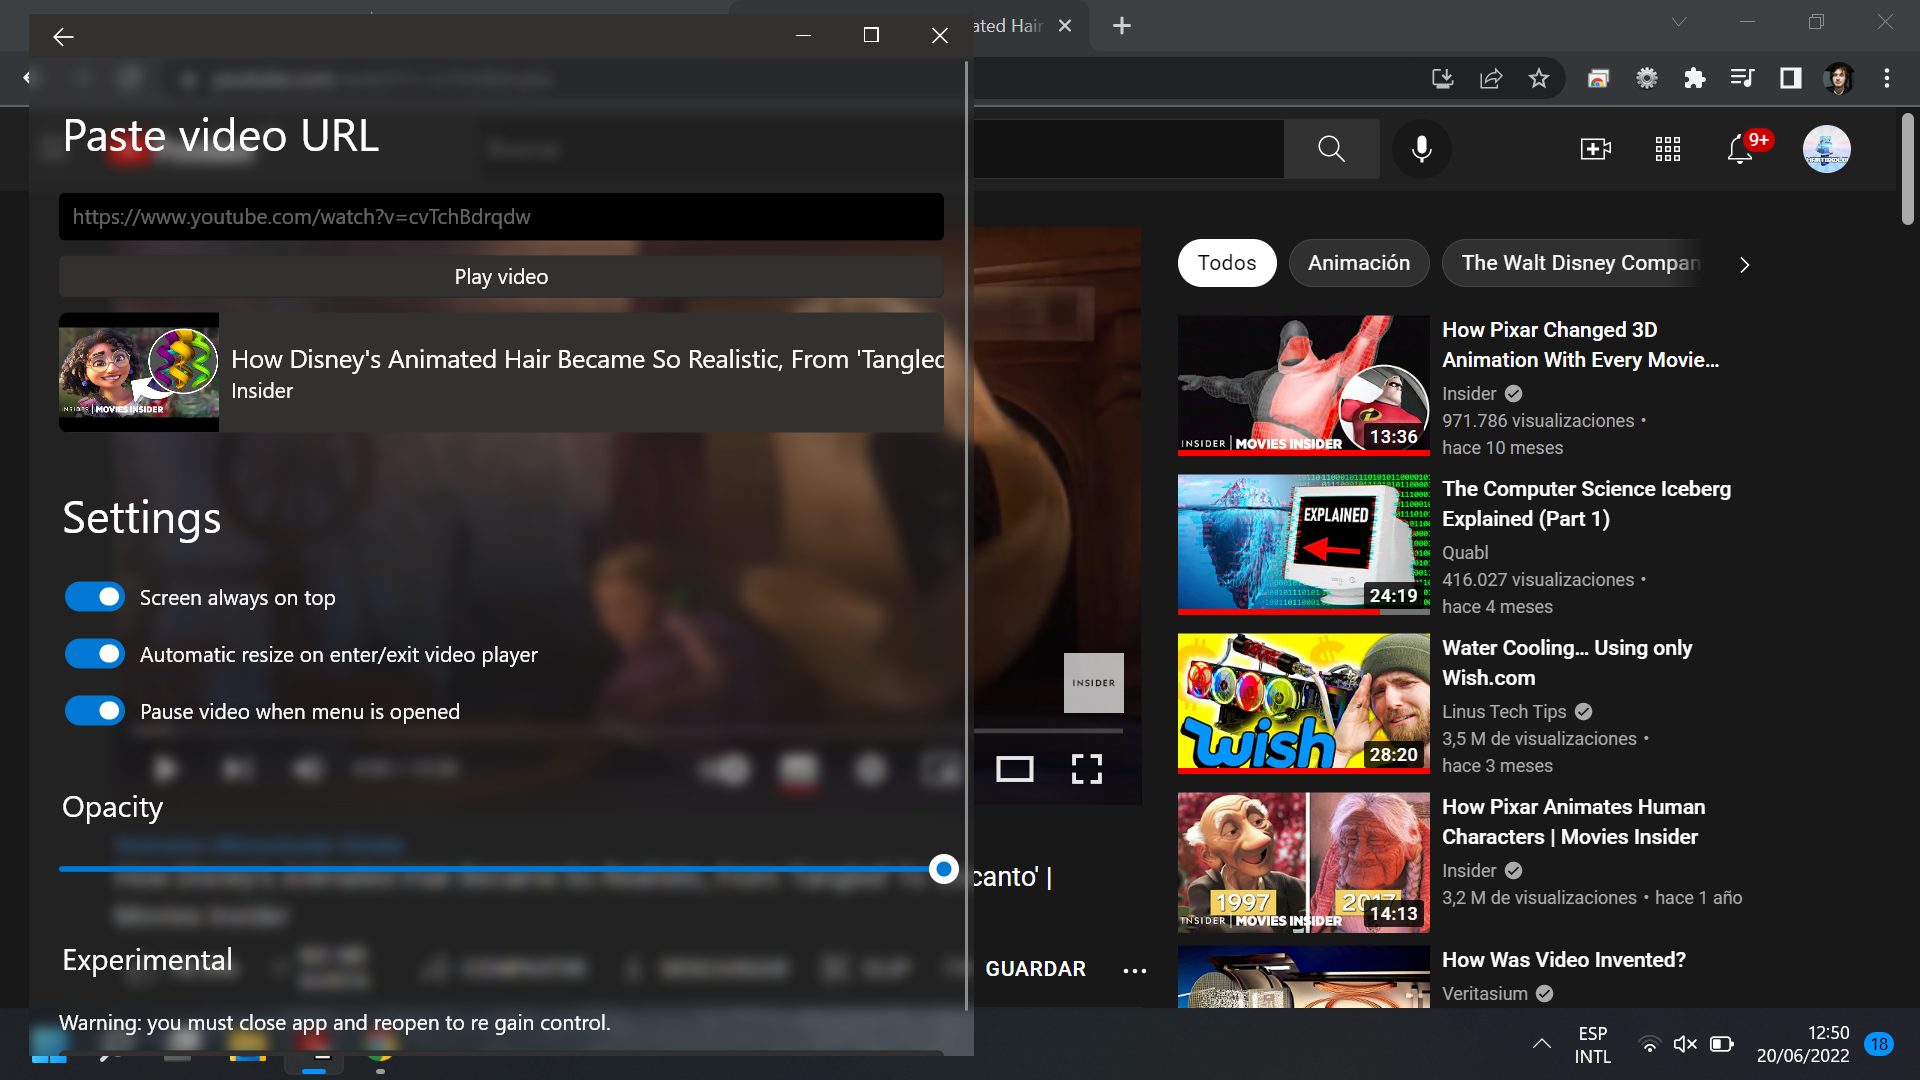 ated Hair
Paste video URL
https://www.youtube.com/watch?v=cvTchBdrqdw
Play video
How Disney's Animated Hair Became So Realistic, From 'Tangled
Insider
INSIDER | MOVIES INSIDER
Settings
Screen always on top
Automatic resize on enter/exit video player
Pause video when menu is opened
Opacity
Experimental
Warning: you must close app and reopen to re gain control.
9+
INSIDER
canto' |
GUARDAR
Todos
Animación
The Walt Disney Compan
How Pixar Changed 3D
Animation With Every Movie...
Insider
971.786 visualizaciones •
hace 10 meses
INSIDER | MOVIES INSIDER
13:36
The Computer Science Iceberg
Explained (Part 1)
Quabl
416.027 visualizaciones •
hace 4 meses
EXPLAINED
24:19
Water Cooling... Using only
Wish.com
Linus Tech Tips
3,5 M de visualizaciones •
hace 3 meses
wish
28:20
How Pixar Animates Human
Characters | Movies Insider
Insider
3,2 M de visualizaciones • hace 1 año
1997
2017
INSIDER | MOVIES INSIDER
14:13
How Was Video Invented?
Veritasium
ESP
INTL
12:50
20/06/2022
18